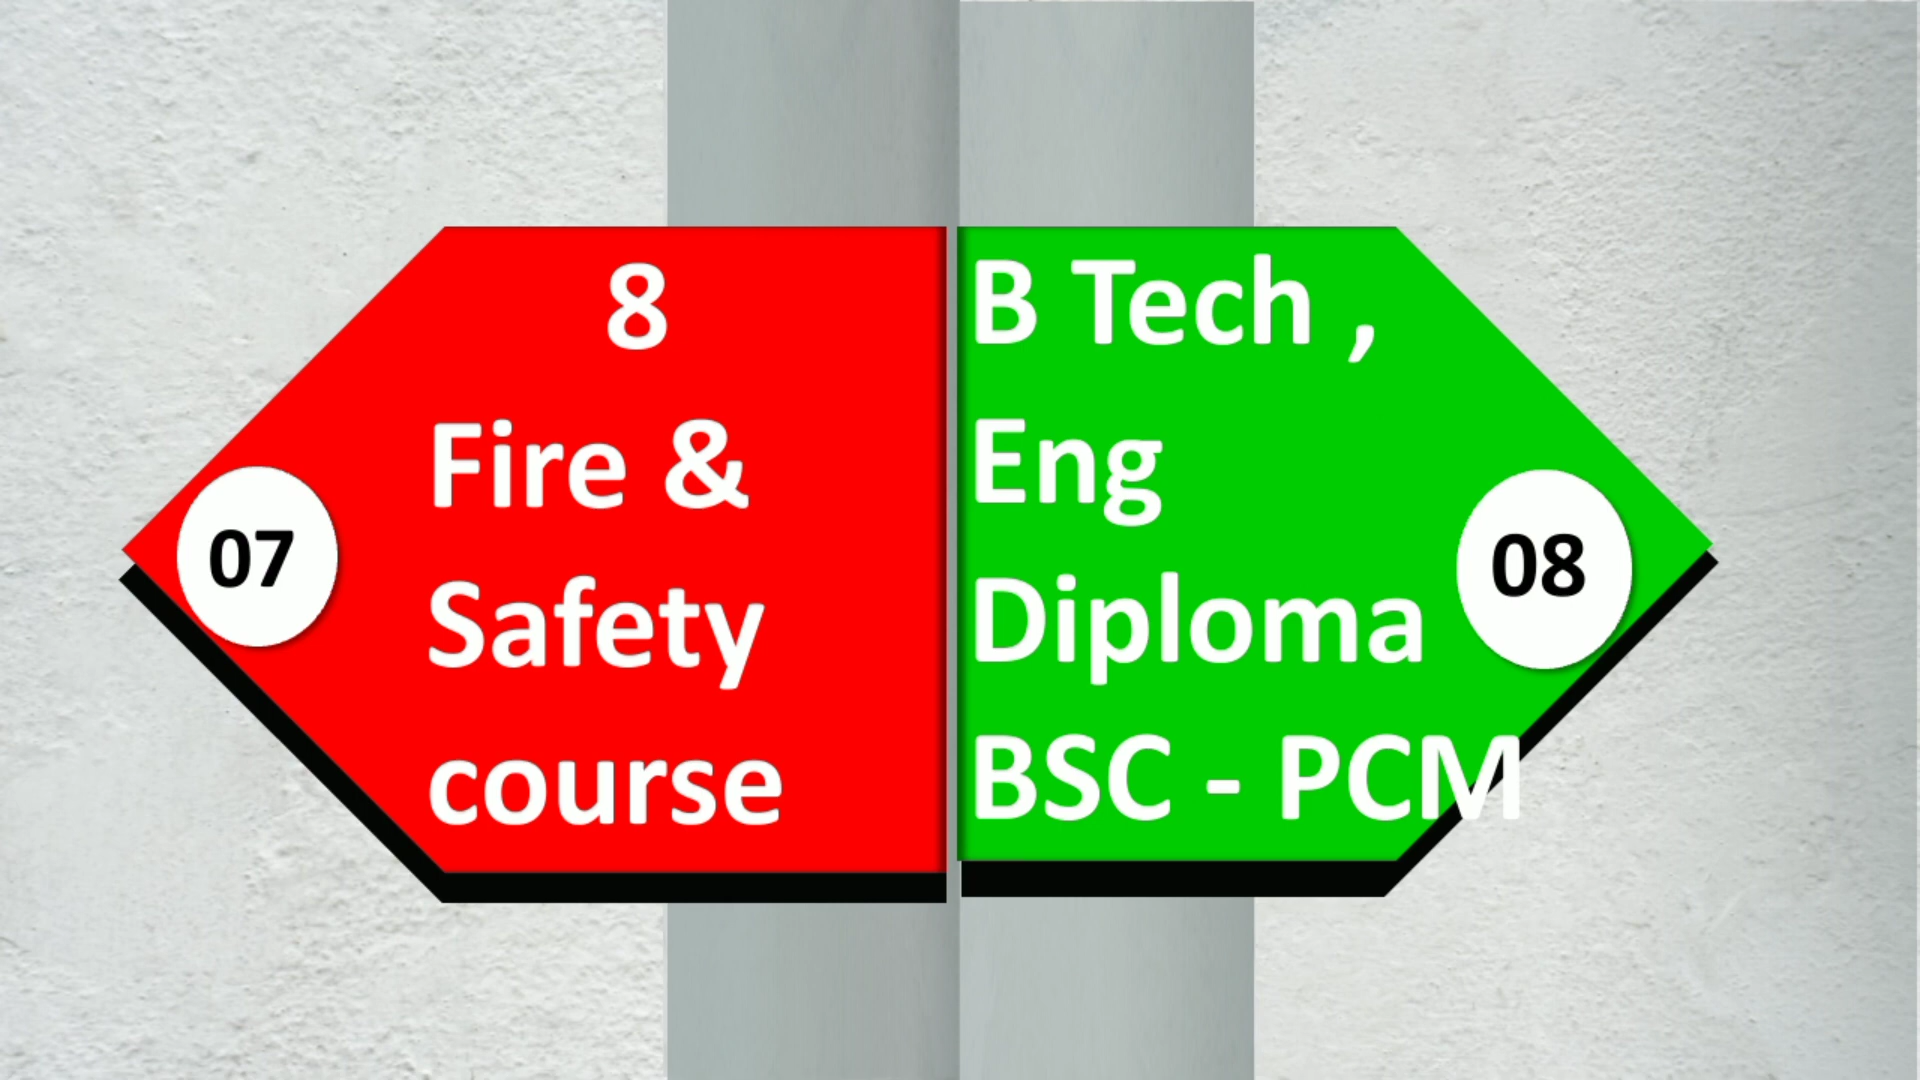 8
Fire &
Safety
course
07
B Tech ,
Eng
Diploma
BSC - PCM
08